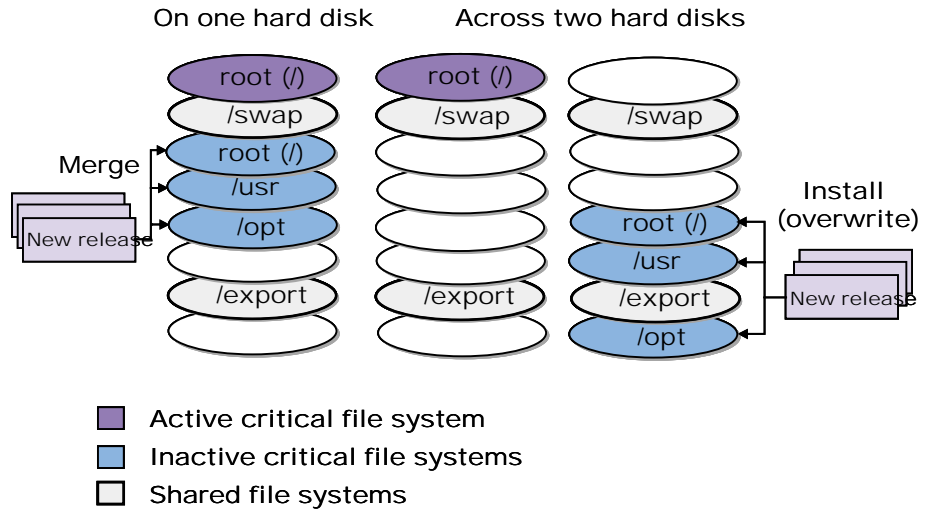 On one hard disk
Across two hard disks
root (/)
/swap
root (/)
/usr
/opt
/export
Merge
New release
root (/)
/swap
/export
/swap
root (/)
/usr
/export
/opt
Install
(overwrite)
New release
Active critical file system
Inactive critical file systems
Shared file systems